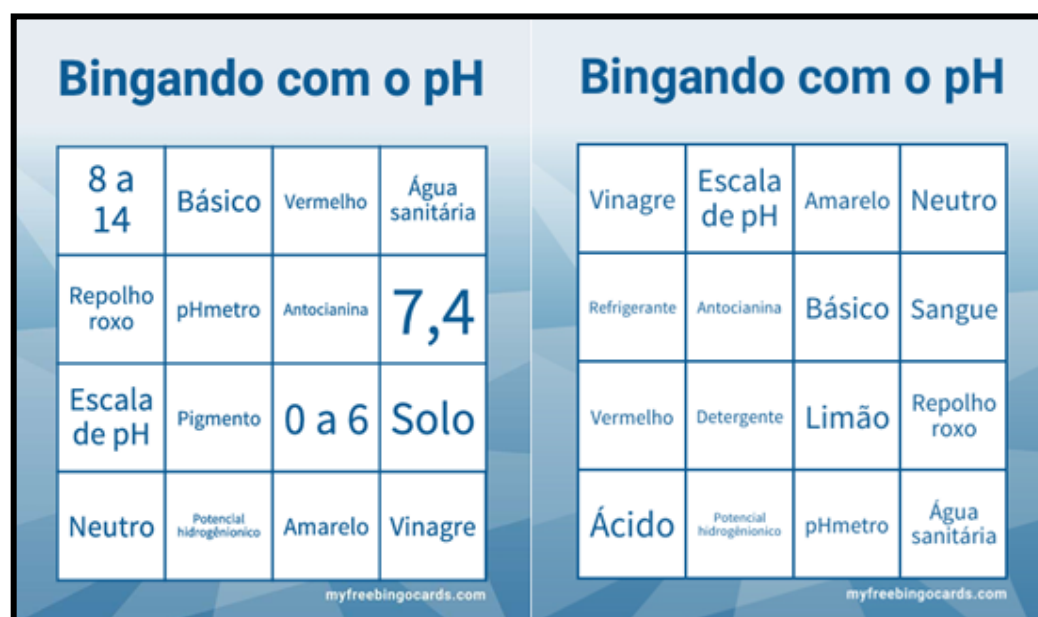 Bingando com o pH
8 a
14
Básico
Vermelho
Água
sanitária
Repolho
roxo
pHmetro
Antocianina
7,4
Escala
de pH
Pigmento
0 a 6
Solo
Neutro
Potencial
hidrogênionico
Amarelo
Vinagre
myfreebingocards.com
Bingando com o pH
Vinagre
Escala
de pH
Amarelo
Neutro
Refrigerante
Antocianina
Básico
Sangue
Vermelho
Detergente
Limão
Repolho
roxo
Ácido
Potencial
hidrogênionico
pHmetro
Água
sanitária
myfreebingocards.com